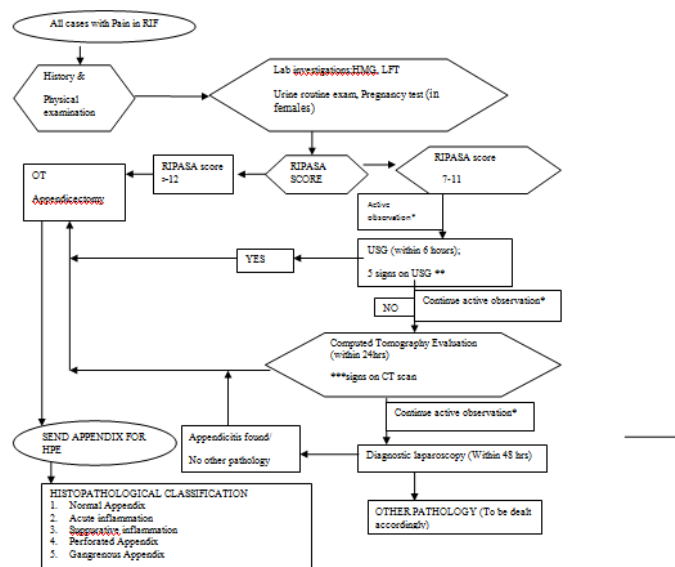 All cases with Pain in RIF
History &
Physical
examination
Lab investigations:HMG, LFT
Urine routine exam, Pregnancy test (in
females)
RIPASA score
>-12
RIPASA
SCORE
RIPASA score
7-11
OT
Appendicectomy
Active
observation*
USG (within 6 hours);
5 signs on USG **
YES
NO
Continue active observation*
Computed Tomography Evaluation
(within 24hrs)
***signs on CT scan
Continue active observation*
SEND APPENDIX FOR
HPE
Appendicitis found/
No other pathology
Diagnostic laparoscopy (Within 48 hrs)
HISTOPATHOLOGICAL CLASSIFICATION
1. Normal Appendix
2. Acute inflammation
3. Suppurative inflammation
4. Perforated Appendix
5. Gangrenous Appendix
OTHER PATHOLOGY (To be dealt
accordingly)